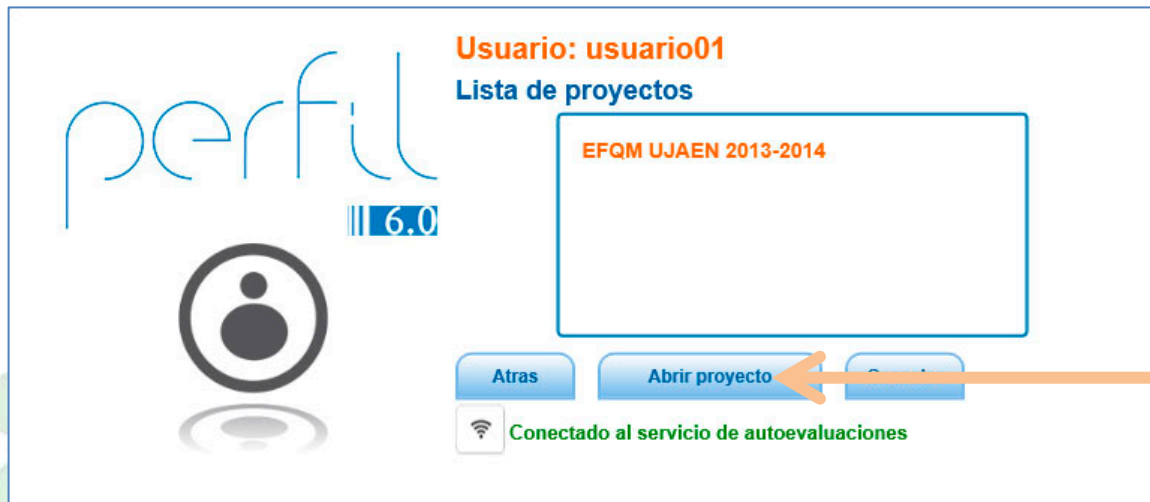 Usuario: usuario01
Lista de proyectos
perfil
6.0
EFQM UJAEN 2013-2014
Atras
Abrir proyecto
Conectado al servicio de autoevaluaciones